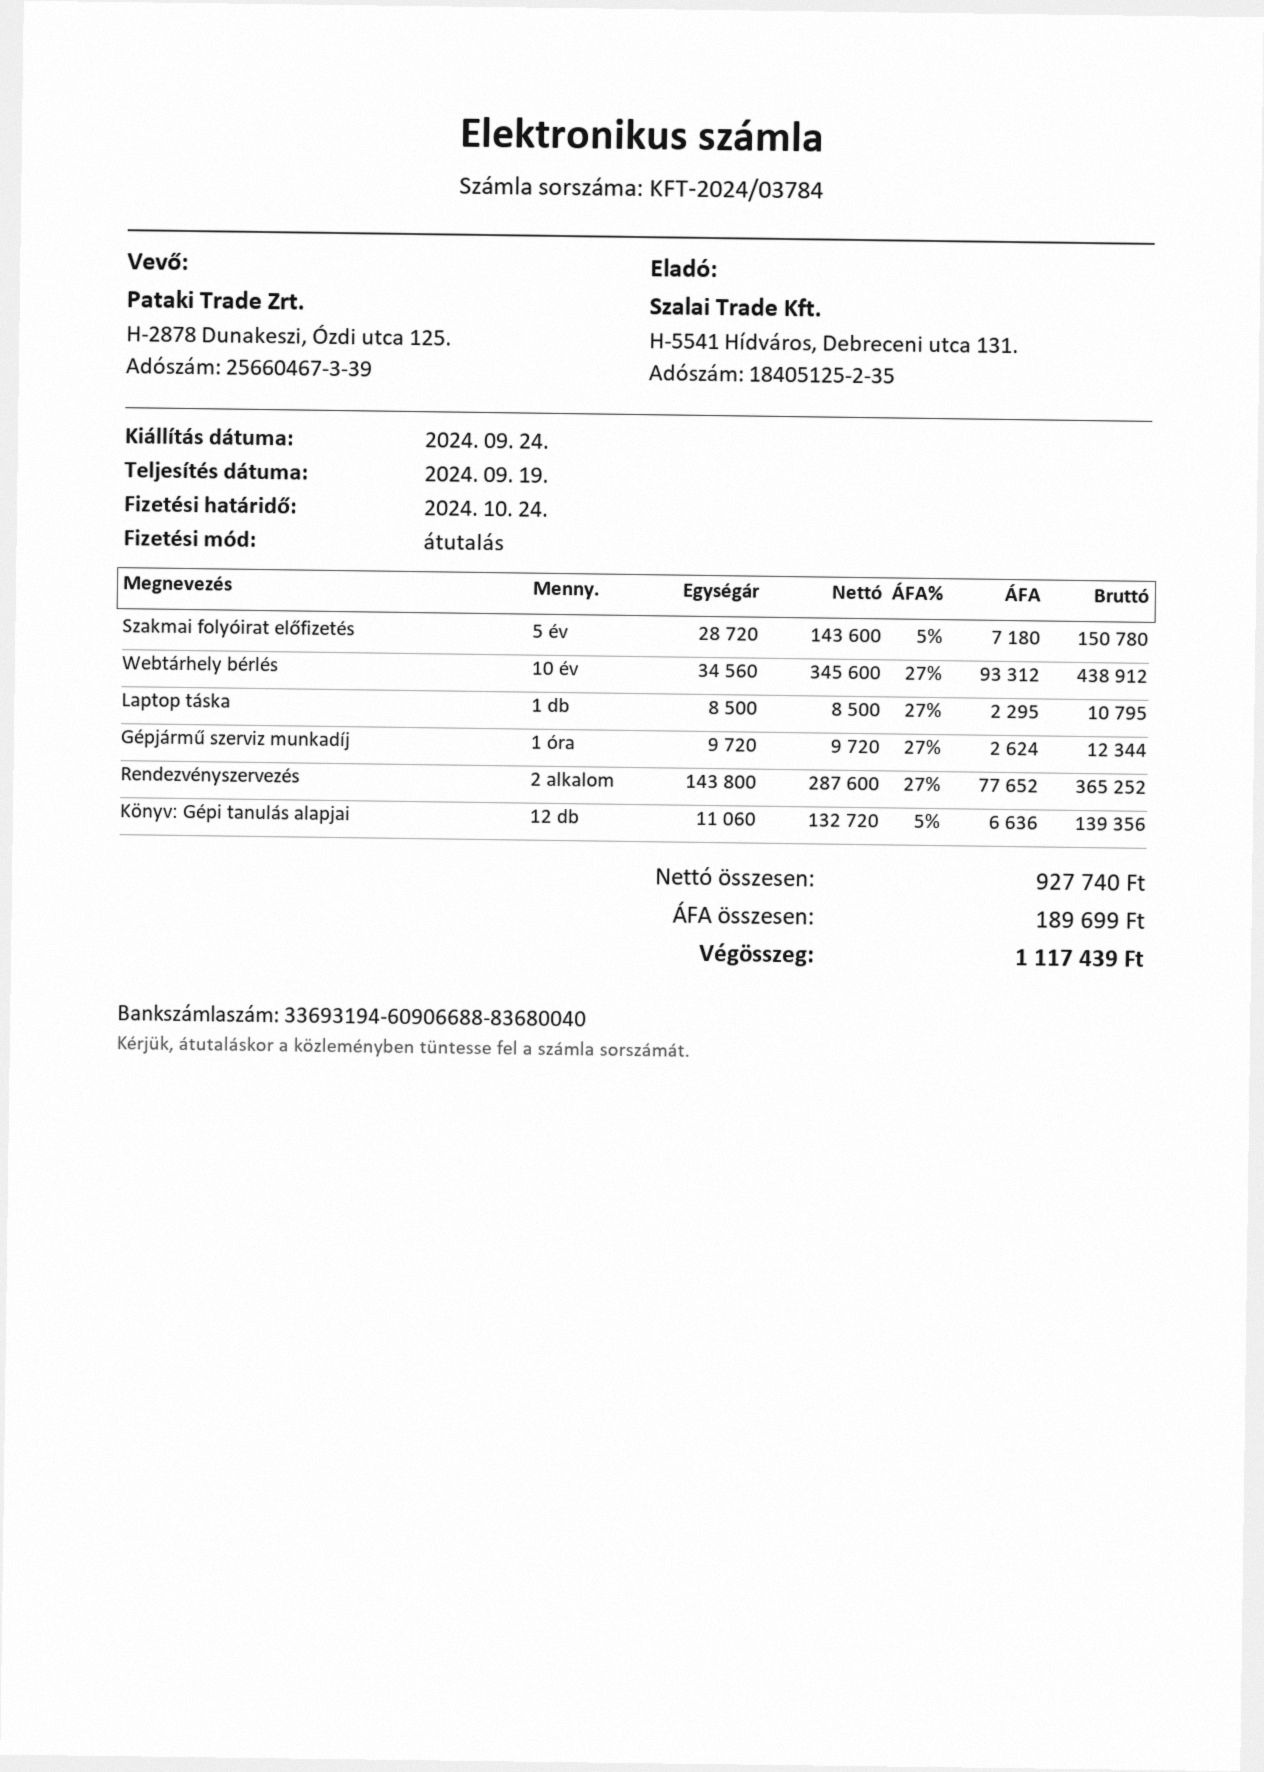 Elektronikus számla
Számla sorszáma: KFT-2024/03784
Vevő:
Pataki Trade Zrt.
H-2878 Dunakeszi, Ózdi utca 125.
Adószám: 25660467-3-39
Eladó:
Szalai Trade Kft.
H-5541 Hídváros, Debreceni utca 131.
Adószám: 18405125-2-35
Kiállítás dátuma: 2024. 09. 24.
Teljesítés dátuma: 2024. 09. 19.
Fizetési határidő: 2024. 10. 24.
Fizetési mód: átutalás
Megnevezés Menny. Egységár Nettó ÁFA% ÁFA Bruttó
Szakmai folyóirat előfizetés 5 év 28 720 143 600 5% 7 180 150 780
Webtárhely bérlés 10 év 34 560 345 600 27% 93 312 438 912
Laptop táska 1 db 8 500 8 500 27% 2 295 10 795
Gépjármű szerviz munkadíj 1 óra 9 720 9 720 27% 2 624 12 344
Rendezvényszervezés 2 alkalom 143 800 287 600 27% 77 652 365 252
Könyv: Gépi tanulás alapjai 12 db 11 060 132 720 5% 6 636 139 356
Nettó összesen: 927 740 Ft
ÁFA összesen: 189 699 Ft
Végösszeg: 1 117 439 Ft
Bankszámlaszám: 33693194-60906688-83680040
Kérjük, átutaláskor a közleményben tüntesse fel a számla sorszámát.